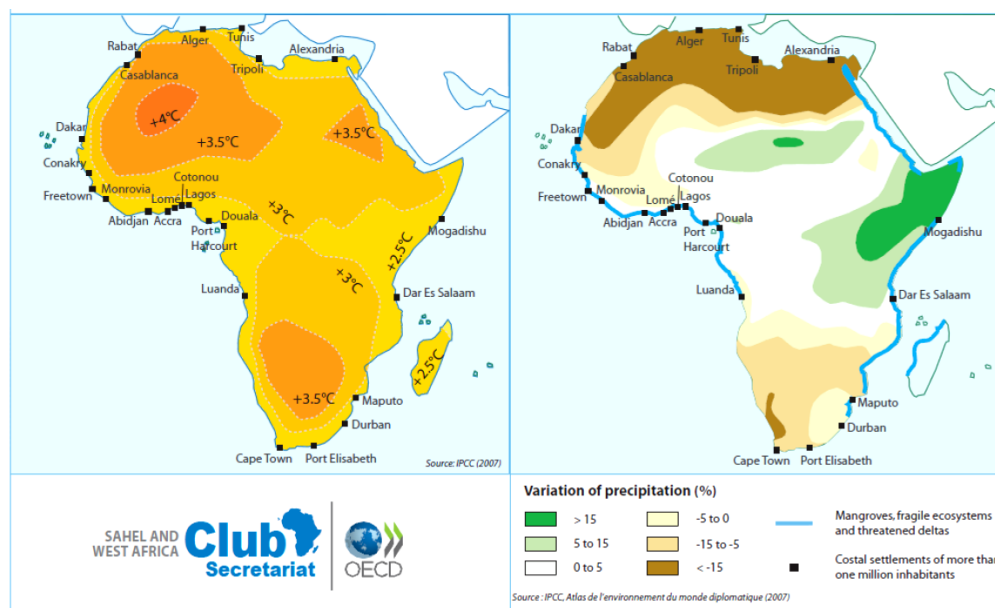 Alger
Tunis
Rabat
Alexandria
Casablanca
Tripoli
+4°C
+3.5°C
+3.5°C
Dakar
Conakry
Cotonou
Freetown
Monrovia
Lomé
Lagos
+3°C
Abidjan
Accra
Douala
Port
Harcourt
Mogadishu
+2.5°C
+3°C
Luanda
Dar Es Salaam
+2.5°C
+3.5°C
Maputo
Durban
Cape Town
Port Elisabeth
Source: IPCC (2007)
Alger
Tunis
Rabat
Alexandria
Casablanca
Tripoli
Dakar
Conakry
Cotonou
Freetown
Monrovia
Lomé
Lagos
Abidjan
Accra
Douala
Port
Harcourt
Mogadishu
Luanda
Dar Es Salaam
Maputo
Durban
Cape Town
Port Elisabeth
SAHEL AND
WEST AFRICA
Club
Secretariat
OECD
Variation of precipitation (%)
> 15
5 to 15
0 to 5
-5 to 0
-15 to -5
< -15
Mangroves, fragile ecosystems
and threatened deltas
Costal settlements of more than
one million inhabitants
Source : IPCC, Atlas de l'environnement du monde diplomatique (2007)